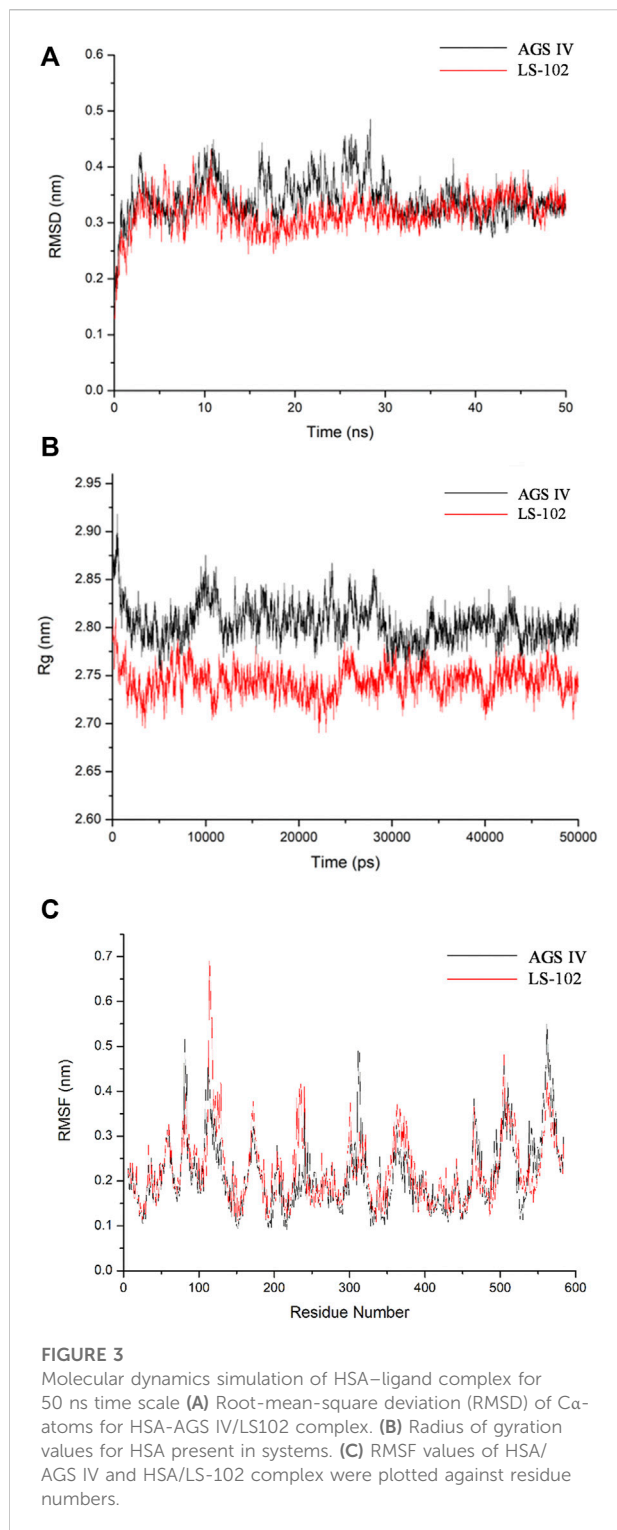 A
AGS IV
LS-102
0.6
0.5
0.4
0.3
0.2
0.1
0.0
RMSD (nm)
0 10 20 30 40 50
Time (ns)
B
AGS IV
LS-102
2.95
2.90
2.85
2.80
2.75
2.70
2.65
2.60
Rg (nm)
0 10000 20000 30000 40000 50000
Time (ps)
C
AGS IV
LS-102
0.7
0.6
0.5
0.4
0.3
0.2
0.1
0.0
RMSF (nm)
0 100 200 300 400 500 600
Residue Number
FIGURE 3
Molecular dynamics simulation of HSA–ligand complex for
50 ns time scale (A) Root-mean-square deviation (RMSD) of Cα-
atoms for HSA-AGS IV/LS102 complex. (B) Radius of gyration
values for HSA present in systems. (C) RMSF values of HSA/
AGS IV and HSA/LS-102 complex were plotted against residue
numbers.